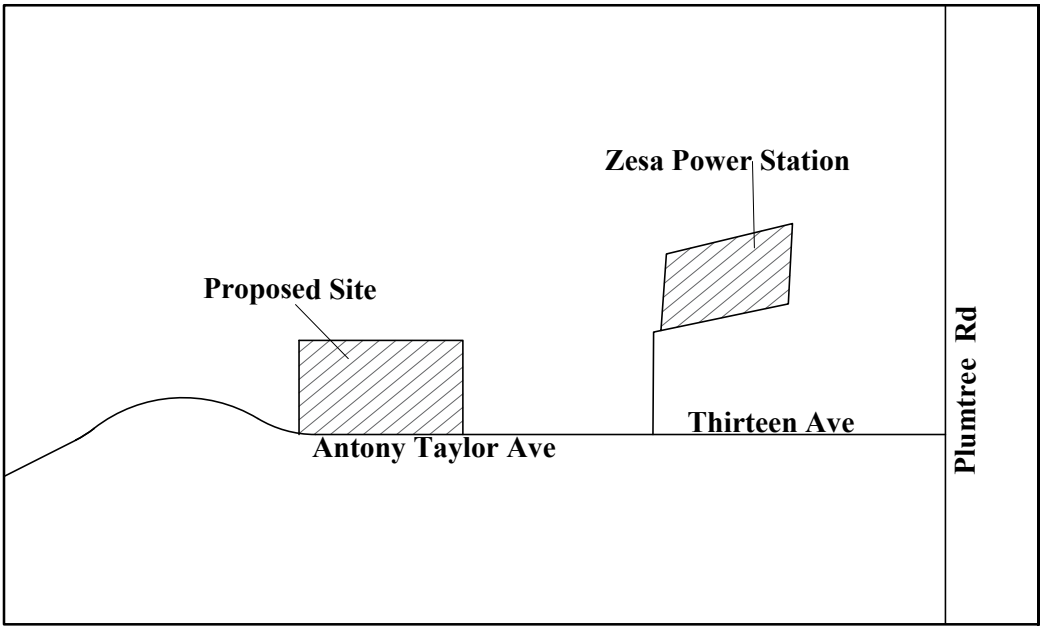 Zesa Power Station
Proposed Site
Thirteen Ave
Antony Taylor Ave
Plumtree Rd